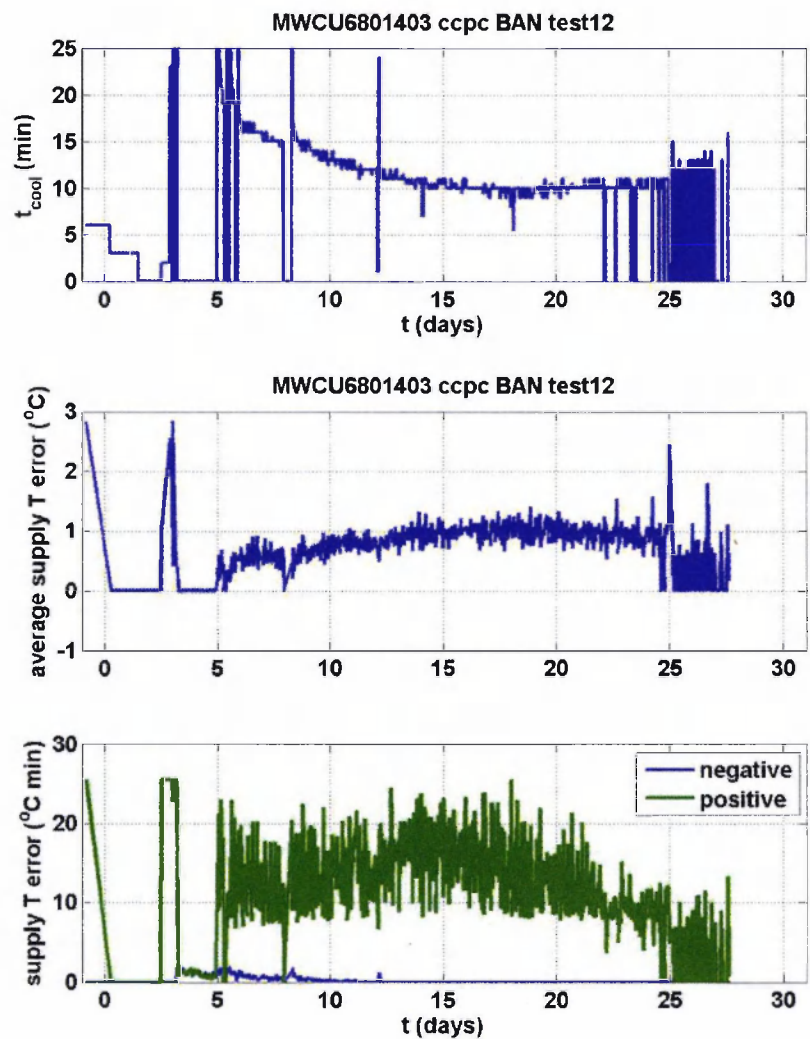 MWCU6801403 ccpc BAN test12
t_cool (min)
25
20
15
10
5
0
0 5 10 15 20 25 30
t (days)
MWCU6801403 ccpc BAN test12
average supply T error (°C)
3
2
1
0
-1
0 5 10 15 20 25 30
supply T error (°C min)
30
20
10
0
negative
positive
0 5 10 15 20 25 30
t (days)